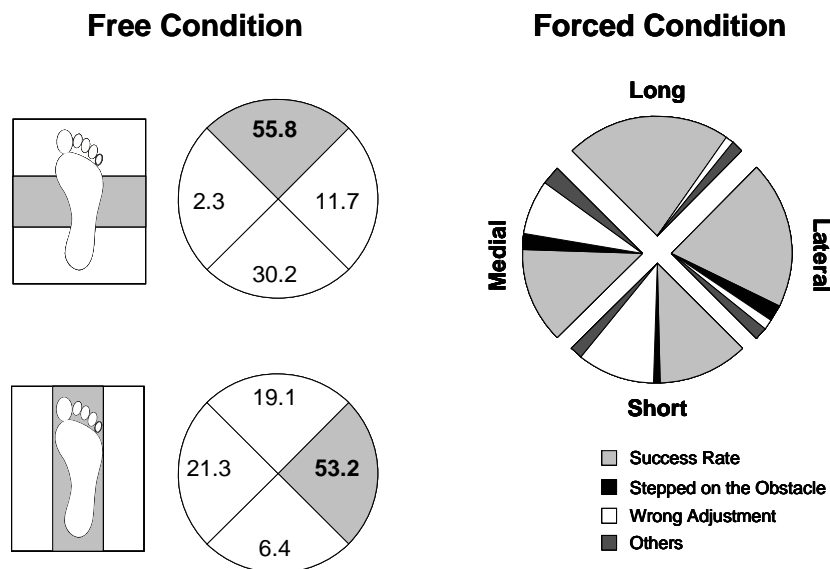 Free Condition
Forced Condition
55.8
2.3
11.7
30.2
19.1
21.3
53.2
6.4
Long
Medial
Lateral
Short
Success Rate
Stepped on the Obstacle
Wrong Adjustment
Others